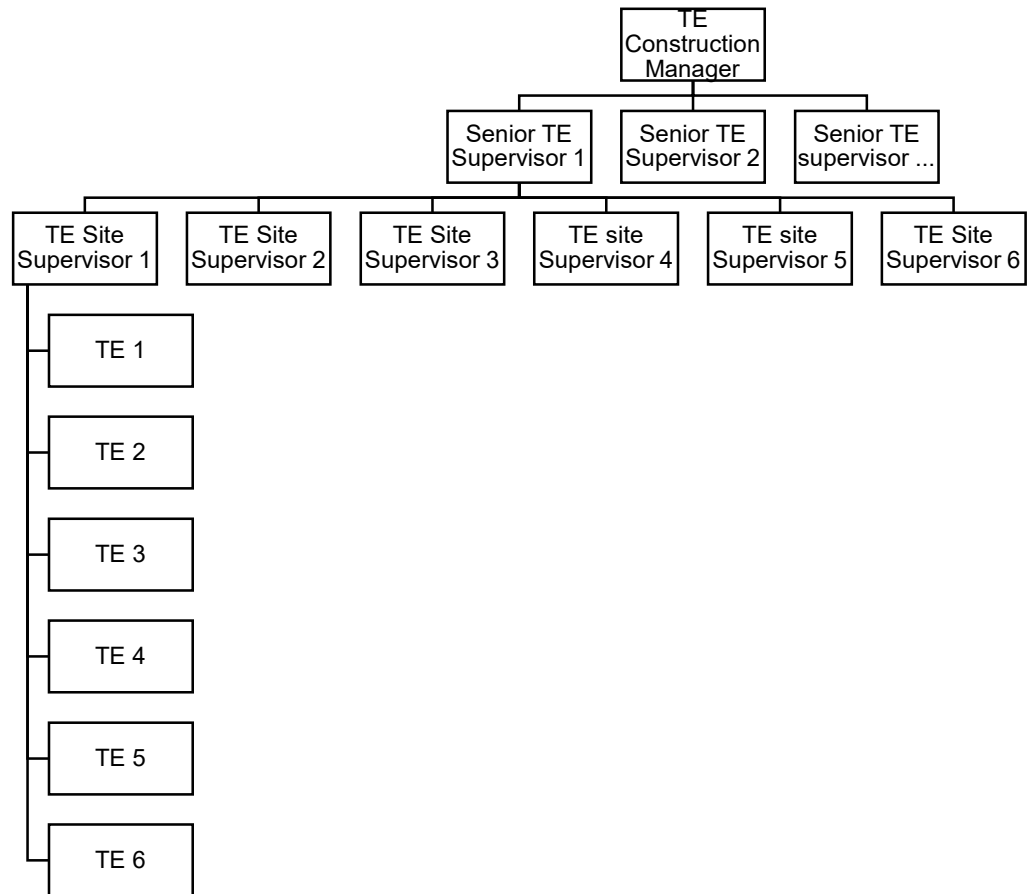 TE
Construction
Manager
Senior TE
Supervisor 1
Senior TE
Supervisor 2
Senior TE
supervisor ...
TE Site
Supervisor 1
TE Site
Supervisor 2
TE Site
Supervisor 3
TE site
Supervisor 4
TE site
Supervisor 5
TE Site
Supervisor 6
TE 1
TE 2
TE 3
TE 4
TE 5
TE 6